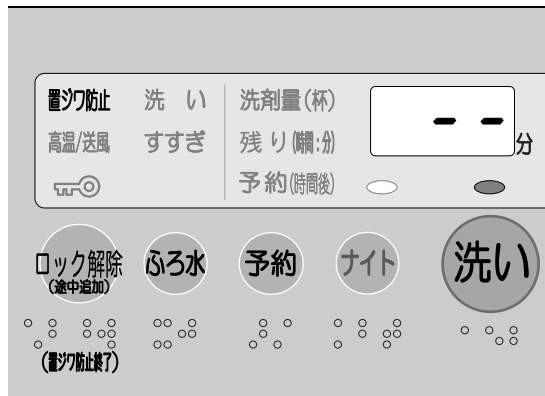 置ジワ防止 洗い 洗剤量(杯)
高温/送風 すすぎ 残り(時間:分) -- 分
予約(時間後)
ロック解除 ふろ水 予約 ナイト 洗い
(途中追加)
(置ジワ防止終了)